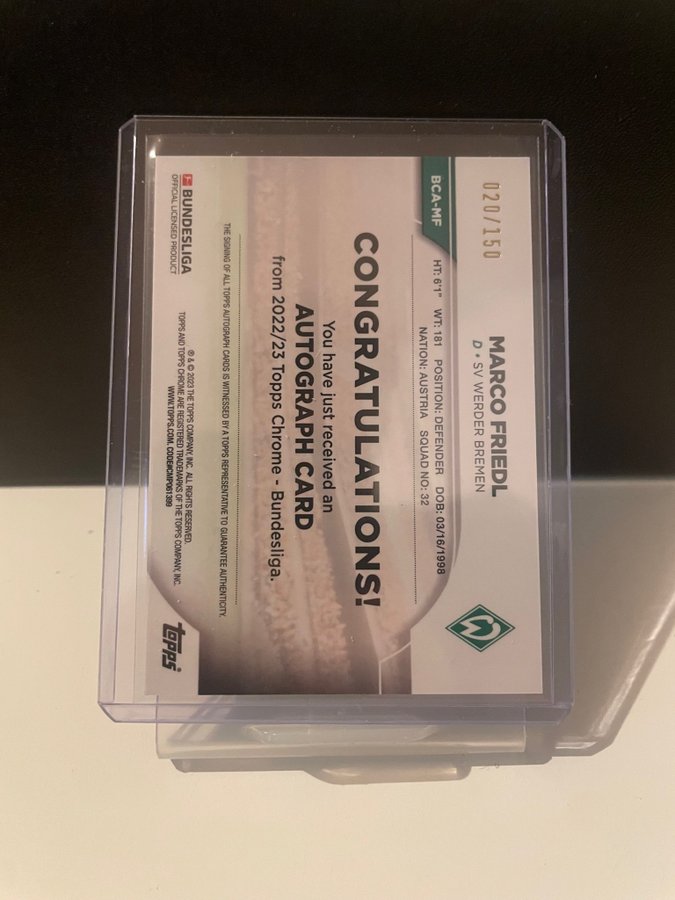 020/150
MARCO FRIEDL
D • SV WERDER BREMEN
BCA-MF
HT: 6'1" WT: 181 POSITION: DEFENDER DOB: 03/16/1998
NATION: AUSTRIA SQUAD NO: 32
CONGRATULATIONS!
You have just received an
AUTOGRAPH CARD
from 2022/23 Topps Chrome - Bundesliga.
THE SIGNING OF ALL TOPPS AUTOGRAPH CARDS IS WITNESSED BY A TOPPS REPRESENTATIVE TO GUARANTEE AUTHENTICITY.
BUNDESLIGA
OFFICIAL LICENSED PRODUCT
® & © 2023 THE TOPPS COMPANY, INC. ALL RIGHTS RESERVED.
TOPPS AND TOPPS CHROME ARE REGISTERED TRADEMARKS OF THE TOPPS COMPANY, INC.
WWW.TOPPS.COM. CODE#CMP081399
topps®